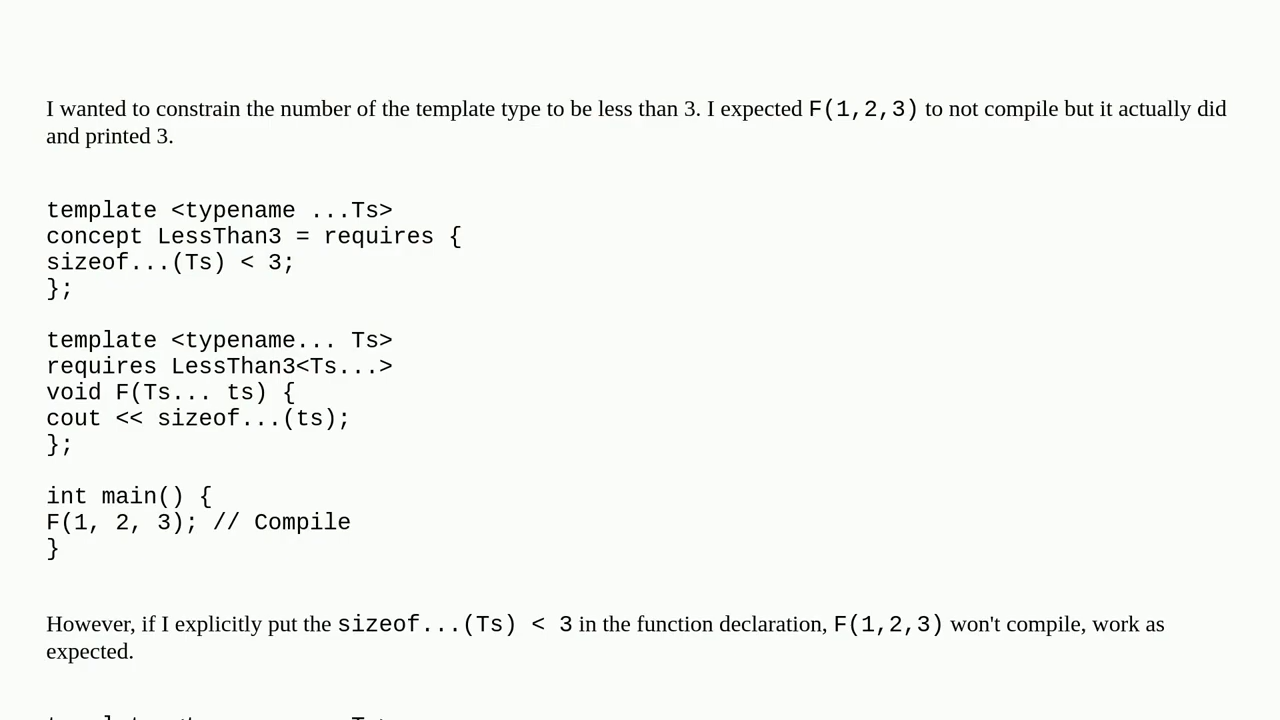 I wanted to constrain the number of the template type to be less than 3. I expected F(1,2,3) to not compile but it actually did
and printed 3.
template <typename ...Ts>
concept LessThan3 = requires {
sizeof...(Ts) < 3;
};
template <typename... Ts>
requires LessThan3<Ts...>
void F(Ts... ts) {
cout << sizeof...(ts);
};
int main() {
F(1, 2, 3); // Compile
}
However, if I explicitly put the sizeof...(Ts) < 3 in the function declaration, F(1,2,3) won't compile, work as
expected.